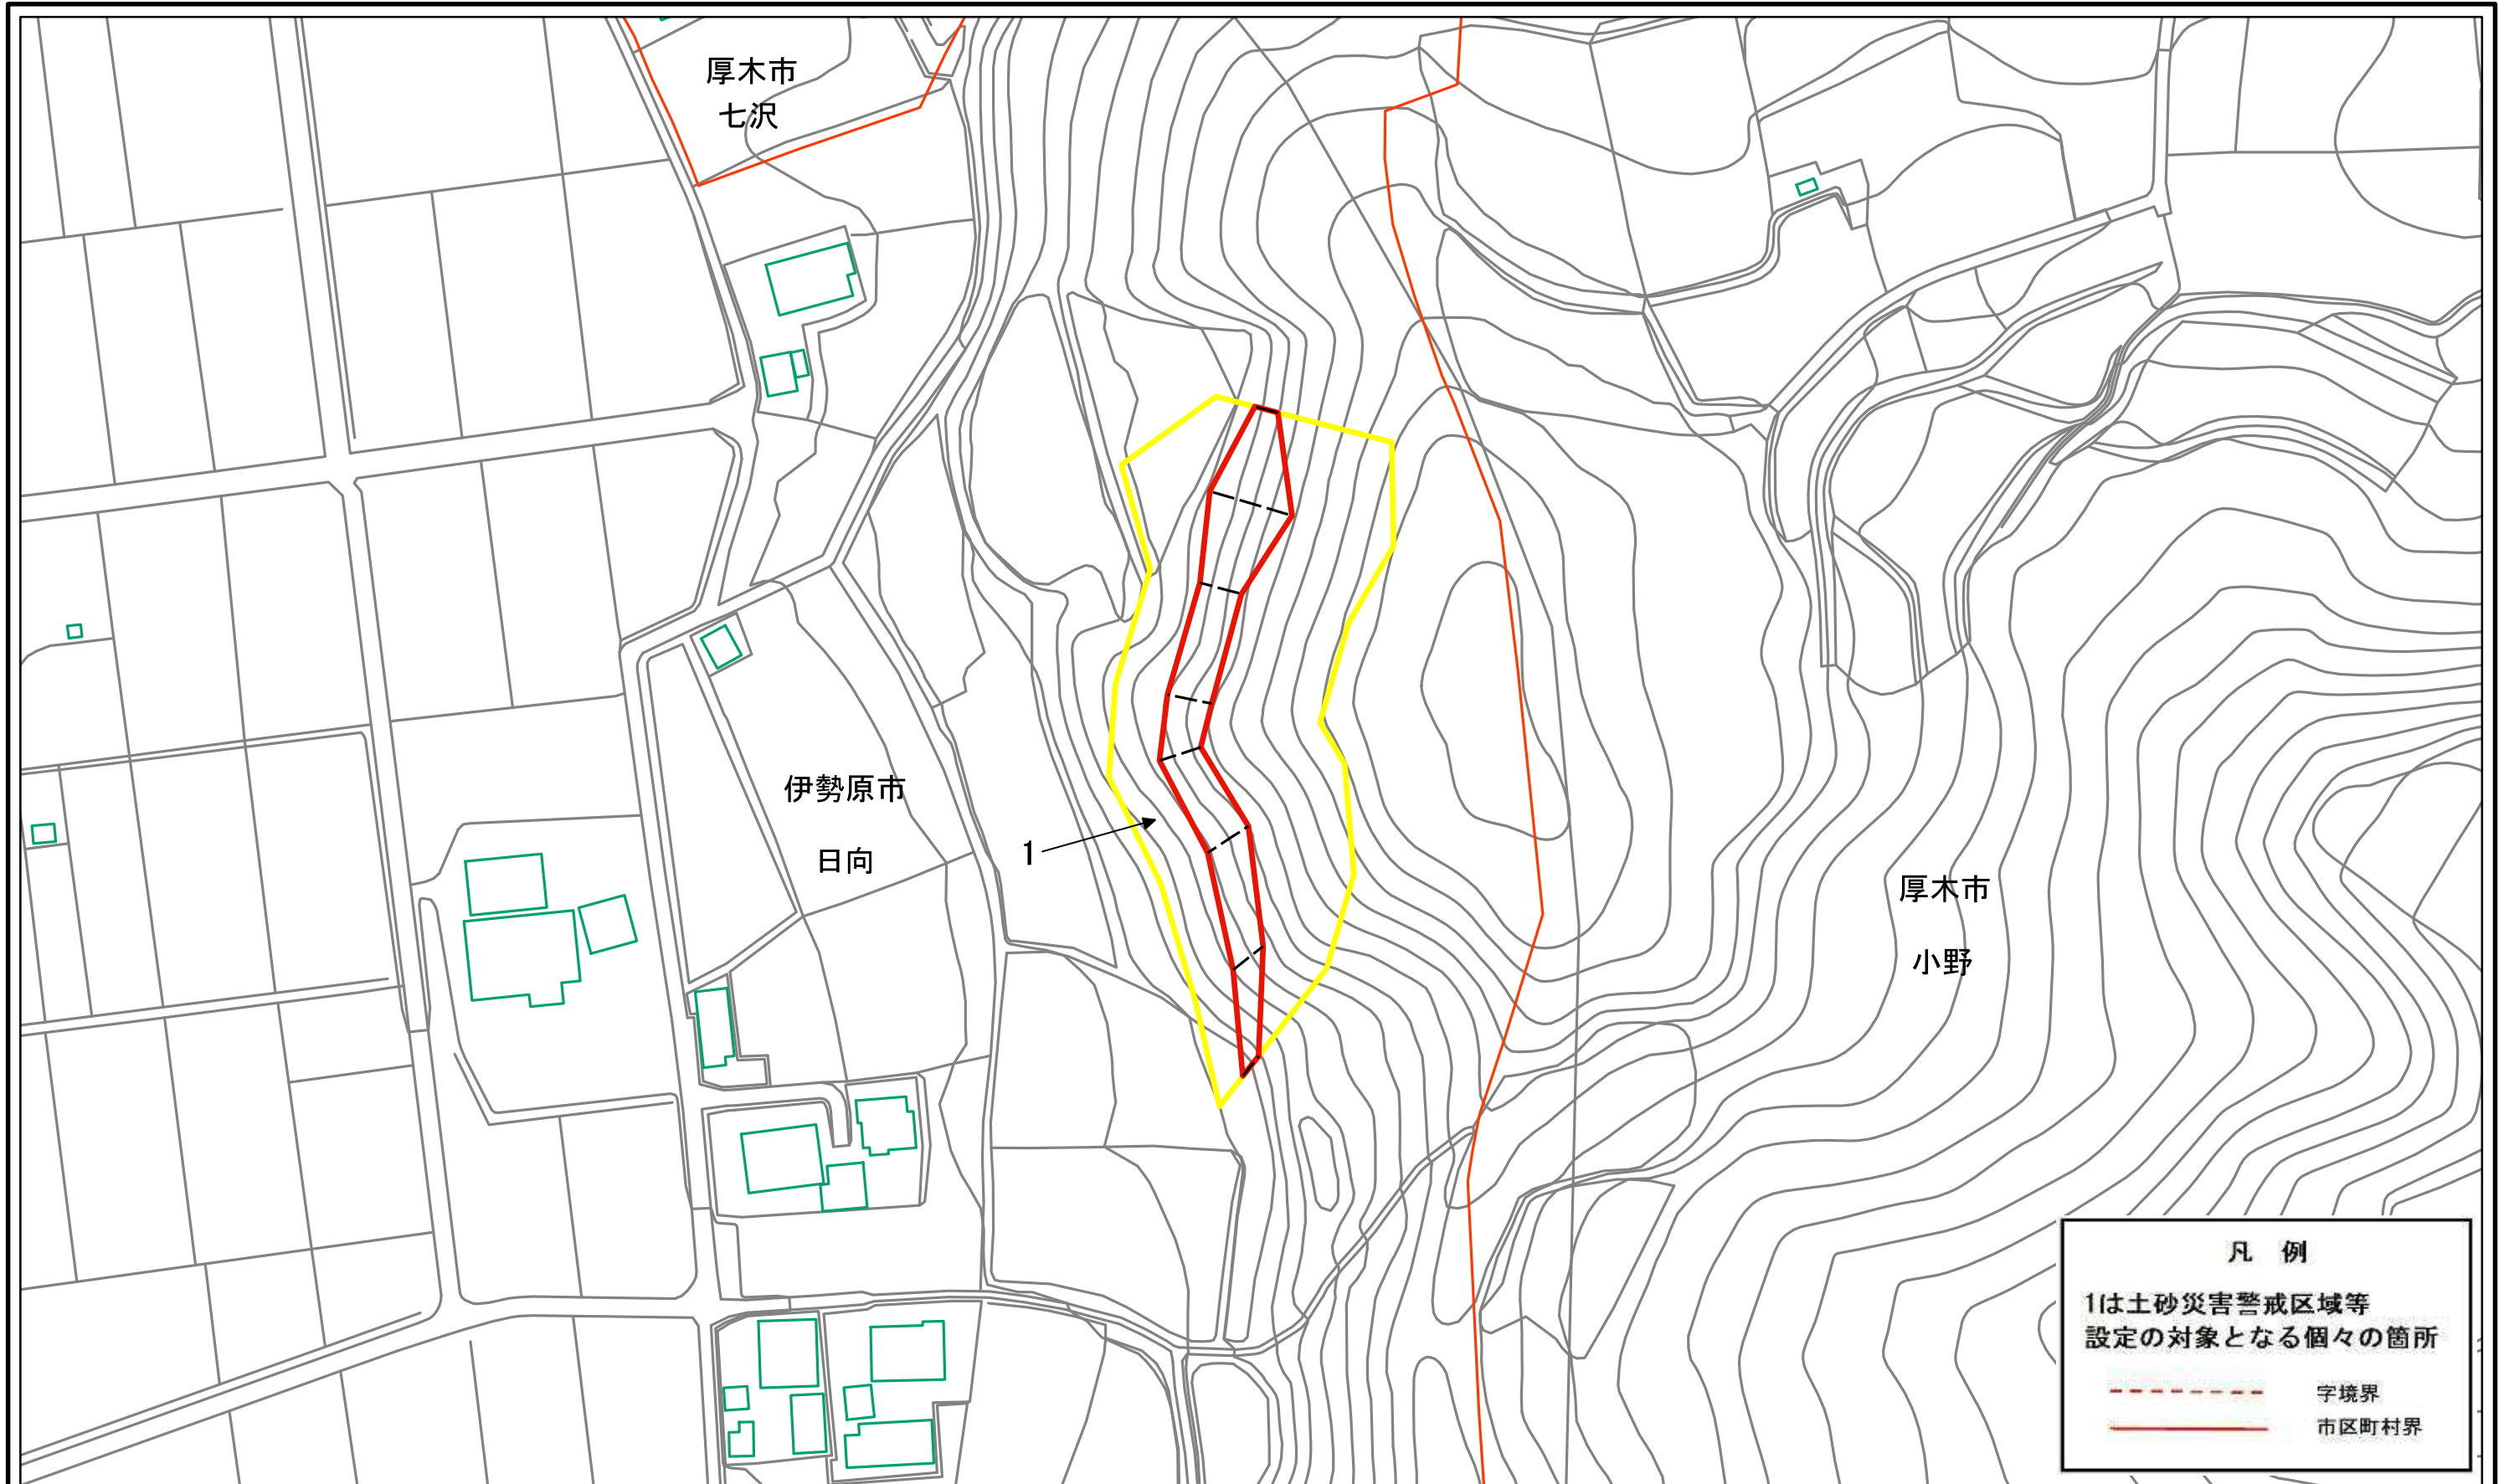 厚木市
七沢
伊勢原市
日向
1
厚木市
小野
凡 例
1は土砂災害警戒区域等
設定の対象となる個々の箇所
字境界
市区町村界